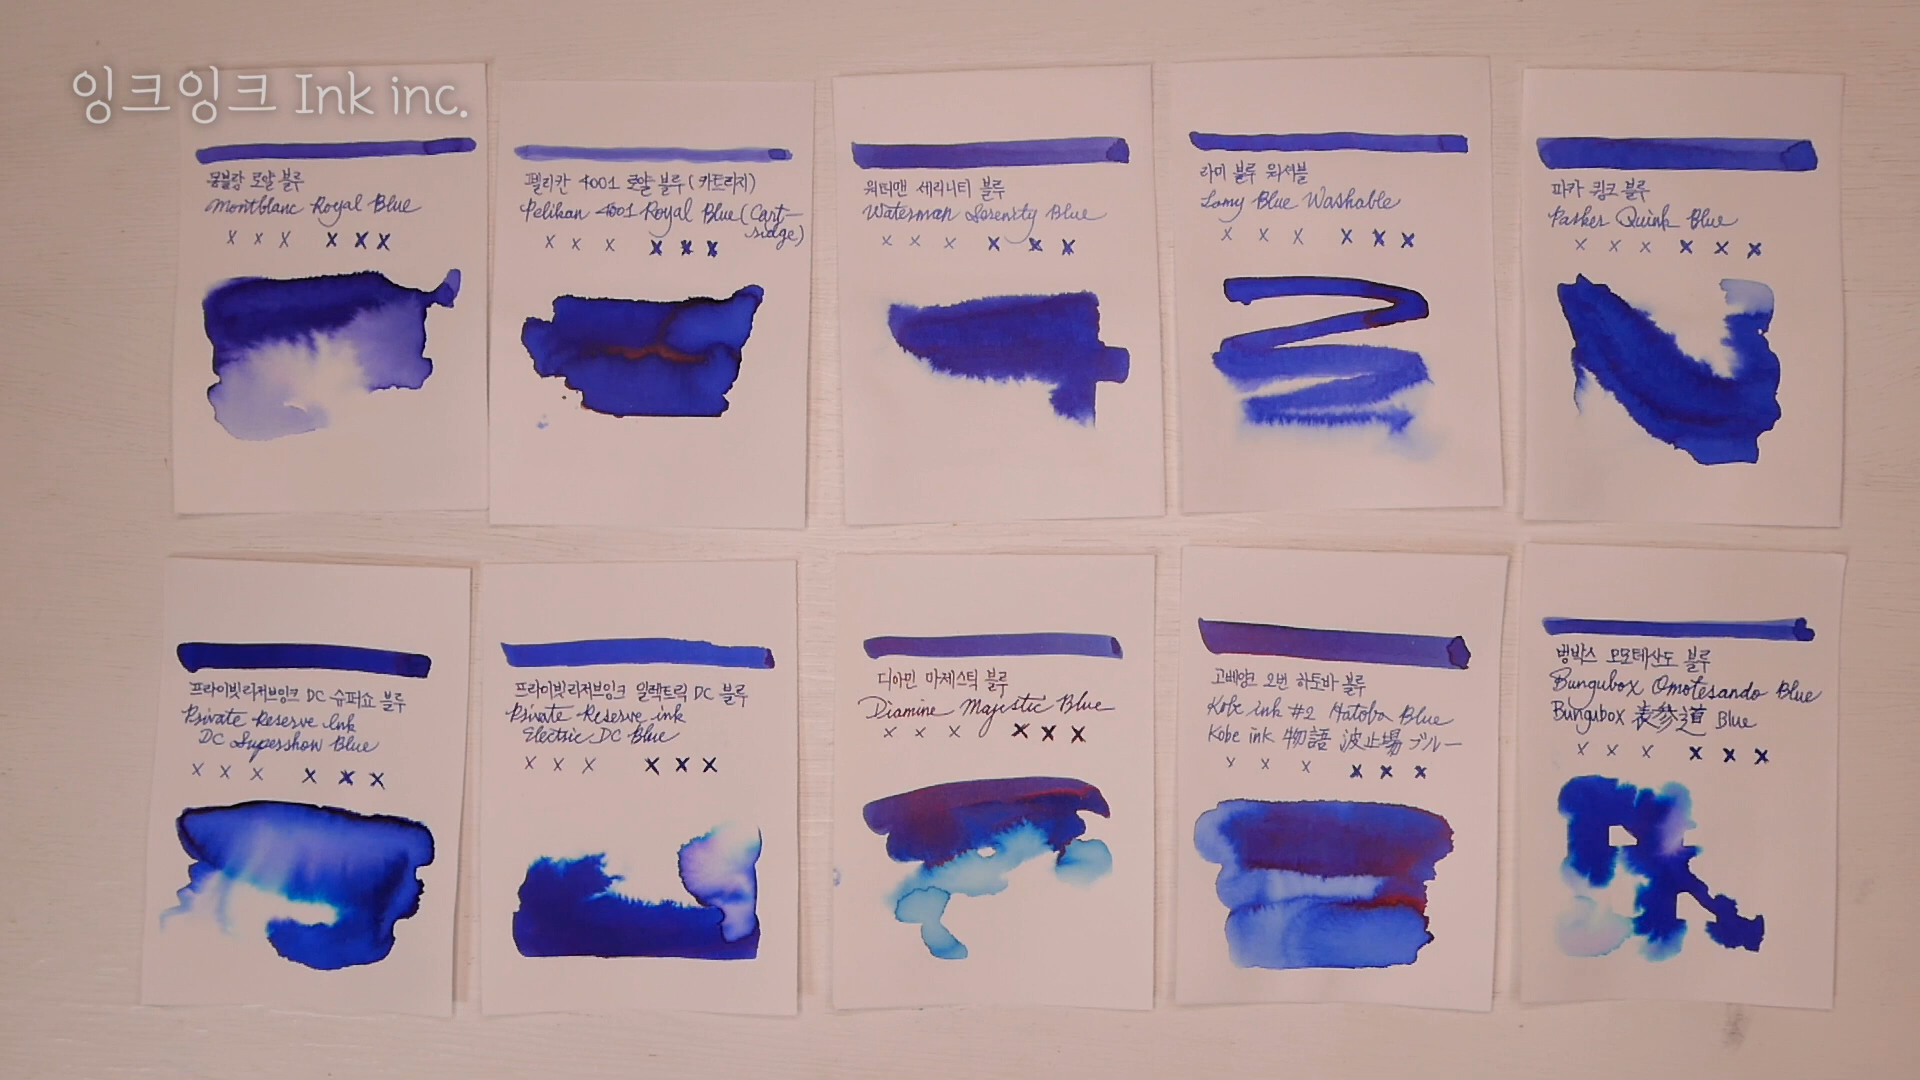 잉크잉크 Ink inc.
몽블랑 로얄 블루
Montblanc Royal Blue
x x x x x x
펠리칸 4001 로얄 블루(카트리지)
Pelikan 4001 Royal Blue(Cart-
ridge)
x x x x x x
워터맨 세리니티 블루
Waterman Serenity Blue
x x x x x x
라미 블루 워셔블
Lamy Blue Washable
x x x x x x
파카 큉크 블루
Parker Quink Blue
x x x x x x
프라이빗리저브잉크 DC 슈퍼쇼 블루
Private Reserve Ink
DC Supershow Blue
x x x x x x
프라이빗리저브잉크 일렉트릭 DC 블루
Private Reserve ink
Electric DC Blue
x x x x x x
디아민 마제스틱 블루
Diamine Majestic Blue
x x x x x x
고베잉크 2번 하토바 블루
Kobe ink #2 Hatoba Blue
Kobe ink 物語 波止場 ブルー
x x x x x x
벙박스 오모테산도 블루
Bungubox Omotesando Blue
Bungubox 表参道 Blue
x x x x x x